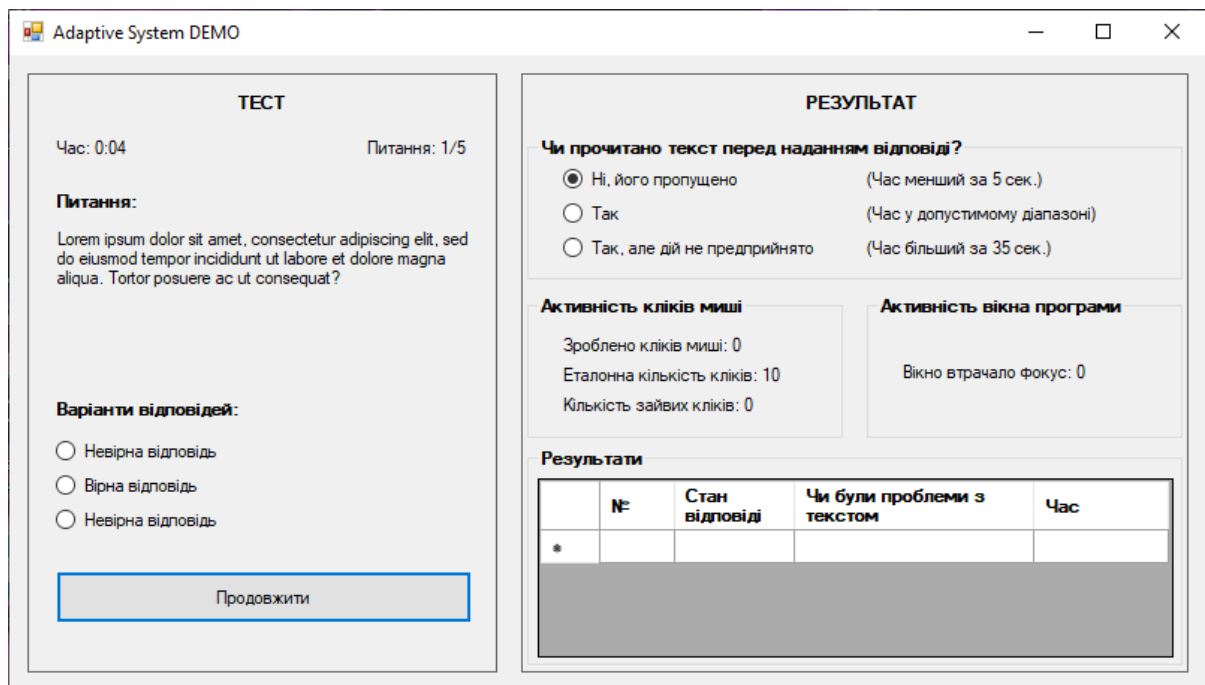 Adaptive System DEMO
ТЕСТ
Час: 0:04
Питання: 1/5
Питання:
Lorem ipsum dolor sit amet, consectetur adipiscing elit, sed
do eiusmod tempor incididunt ut labore et dolore magna
aliqua. Tortor posuere ac ut consequat?
Варіанти відповідей:
Невірна відповідь
Вірна відповідь
Невірна відповідь
Продовжити
РЕЗУЛЬТАТ
Чи прочитано текст перед наданням відповіді?
Ні, його пропущено (Час менший за 5 сек.)
Так (Час у допустимому діапазоні)
Так, але дій не предприйнято (Час більший за 35 сек.)
Активність кліків миші
Зроблено кліків миші: 0
Еталонна кількість кліків: 10
Кількість зайвих кліків: 0
Активність вікна програми
Вікно втрачало фокус: 0
Результати
№ Стан відповіді Чи були проблеми з текстом Час
*